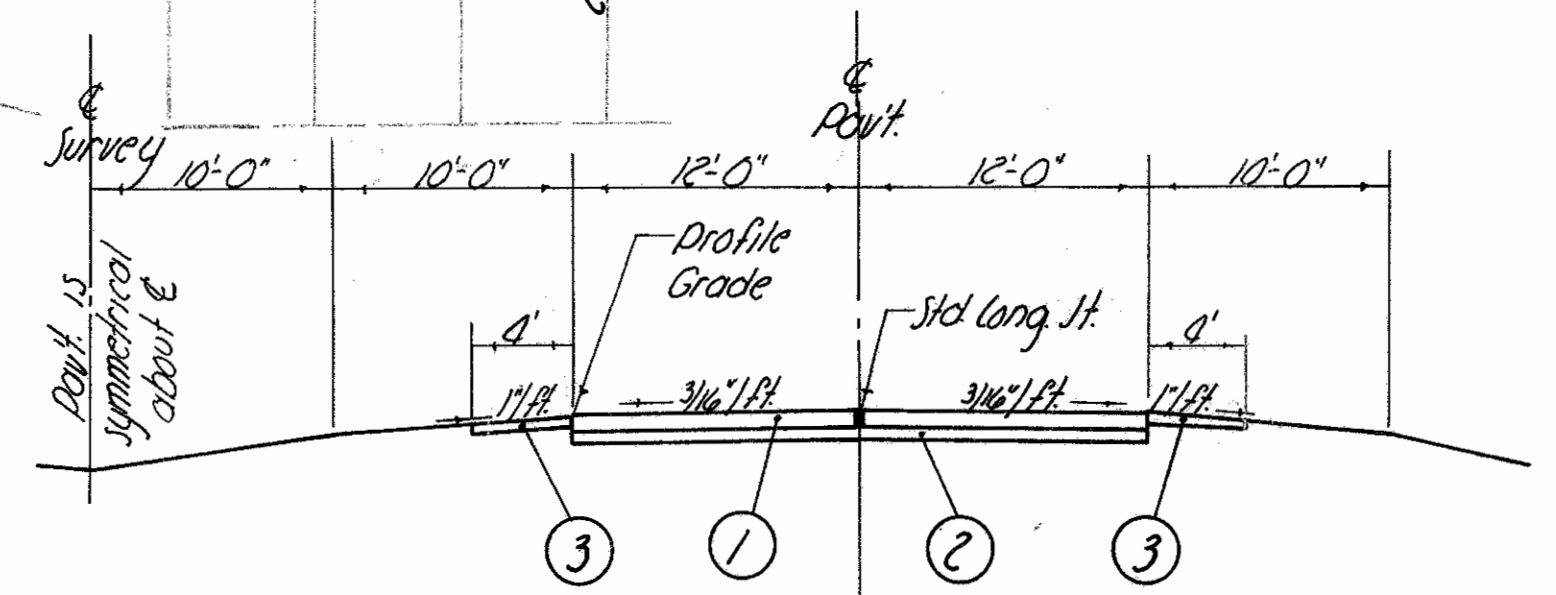 ℄
Survey
℄
Pav't.
10'-0" 10'-0" 12'-0" 12'-0" 10'-0"
Pav't. is
symmetrical
about ℄
Profile
Grade
Std. Long. Jt.
4' 4'
1"/ft. 3/16"/ft. 3/16"/ft. 1"/ft.
3 1 2 3